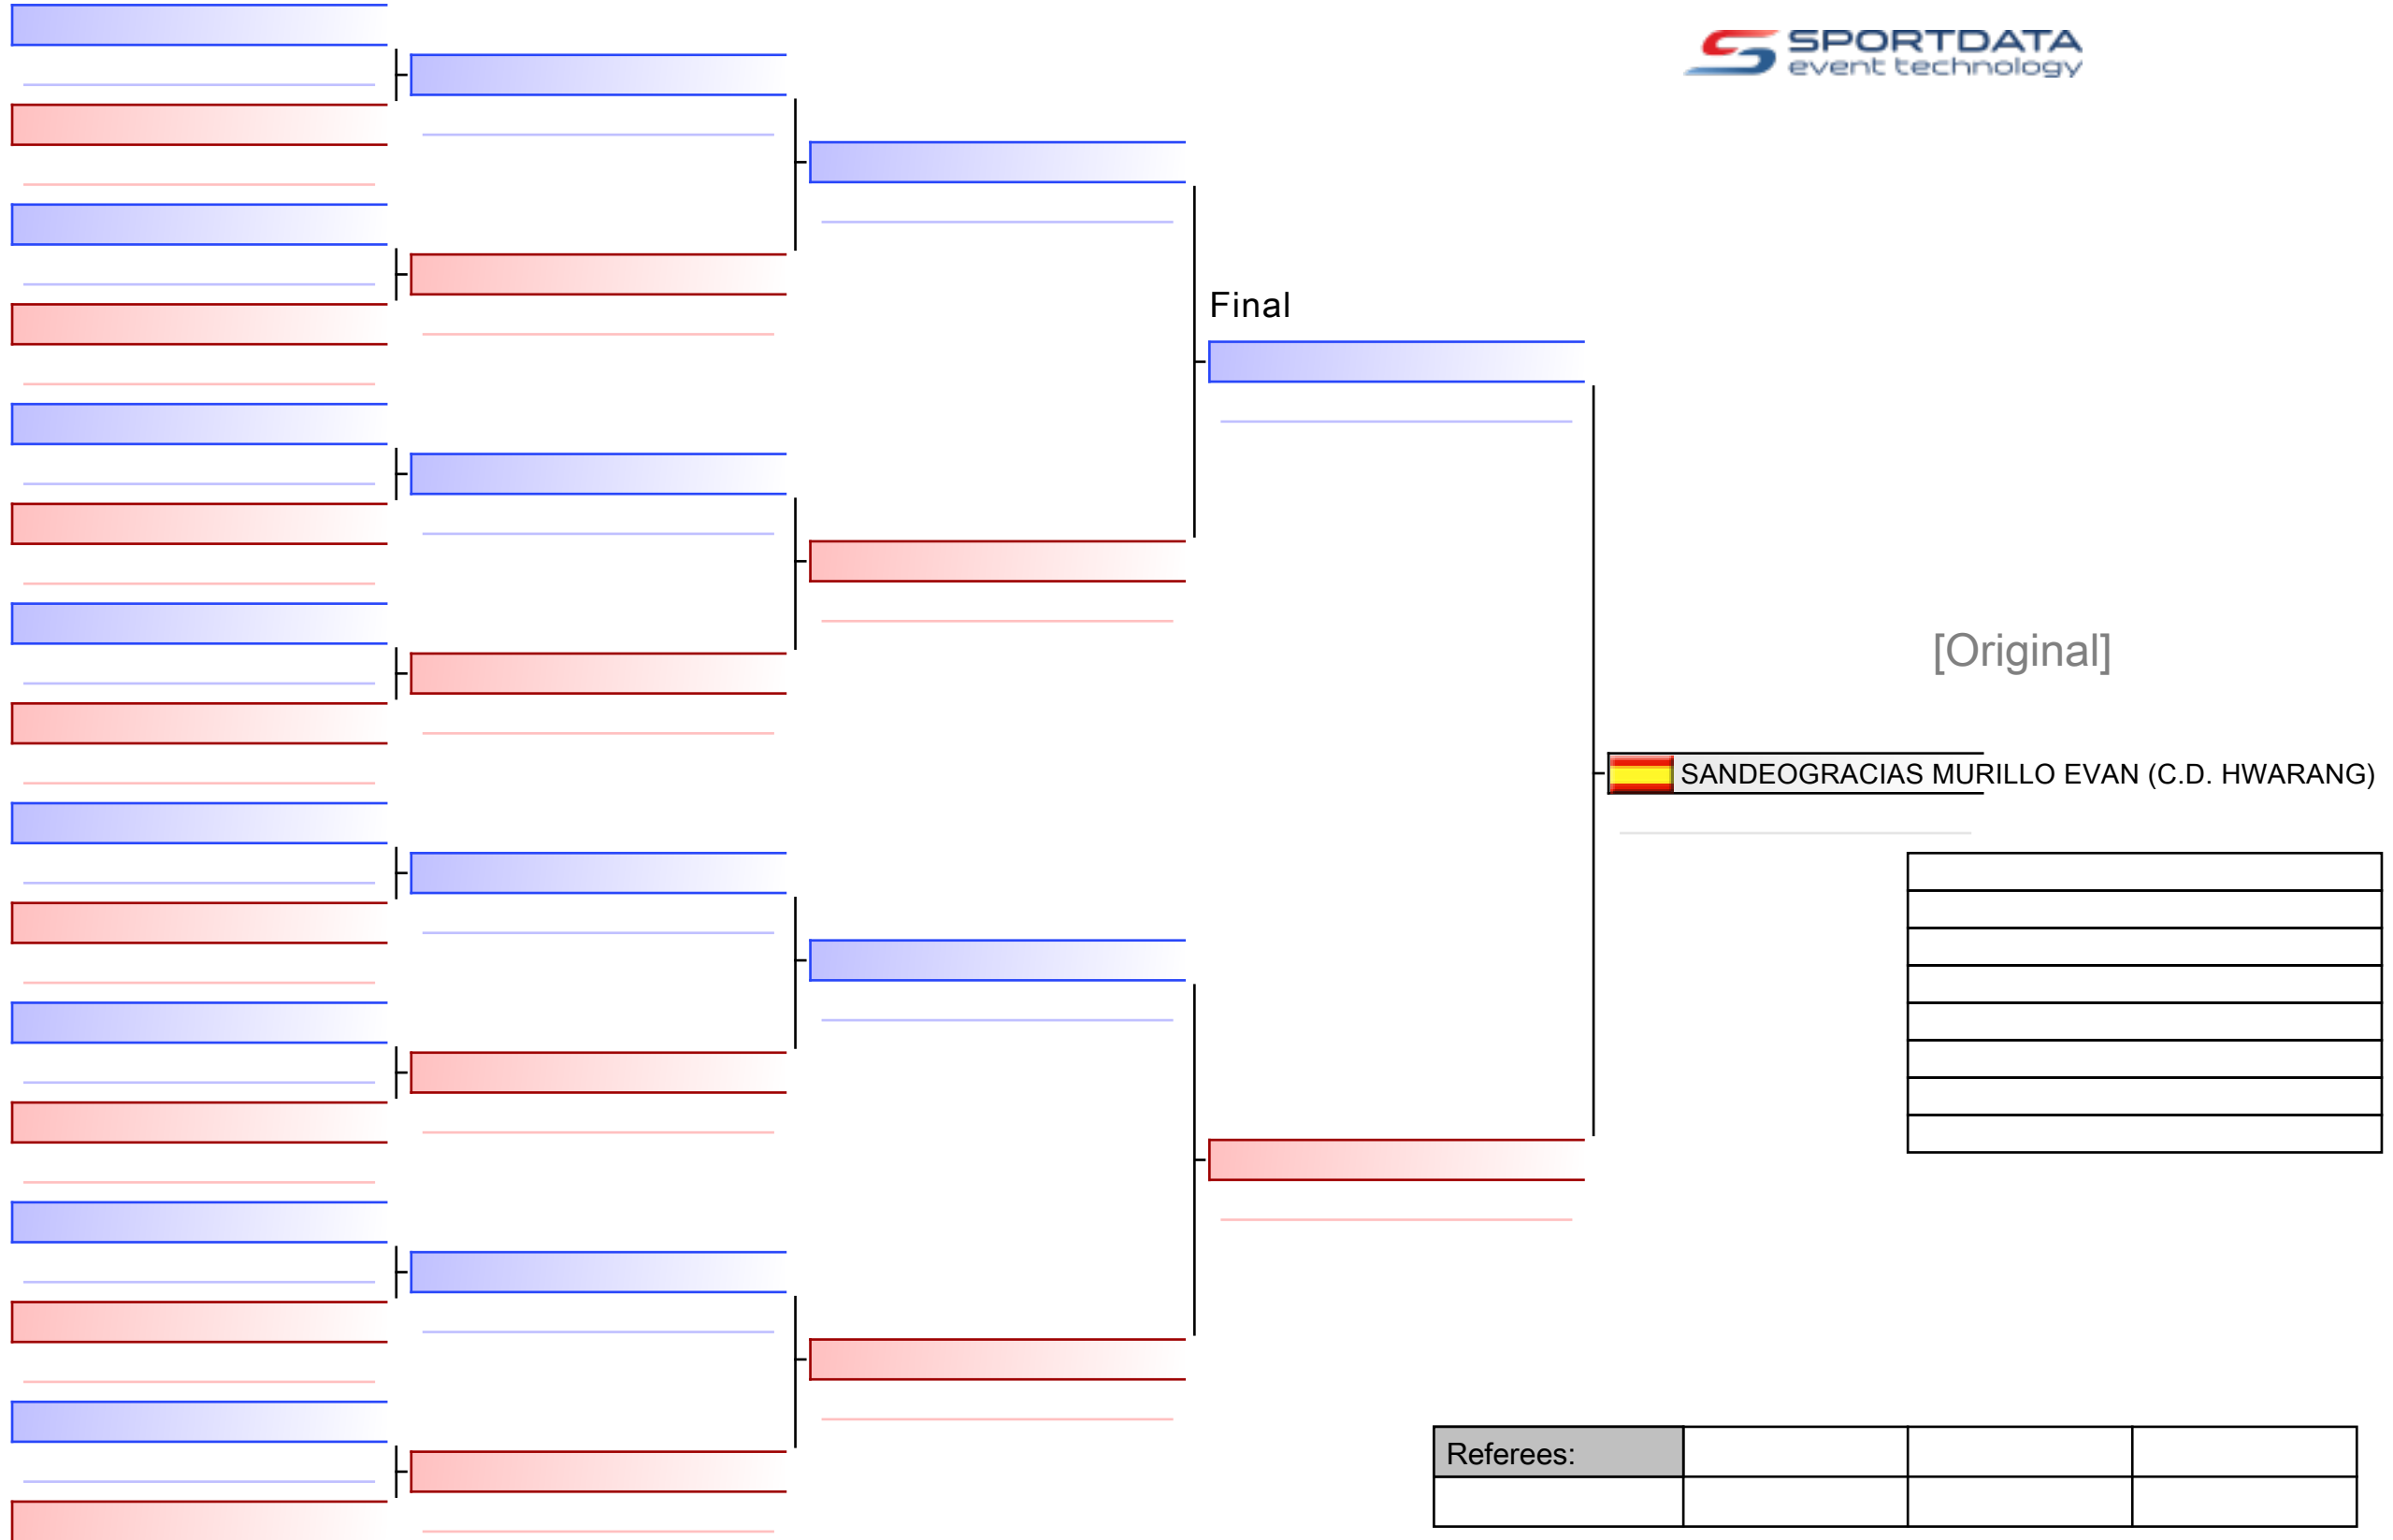 SPORTDATA
event technology
Final
[Original]
SANDEOGRACIAS MURILLO EVAN (C.D. HWARANG)
Referees: